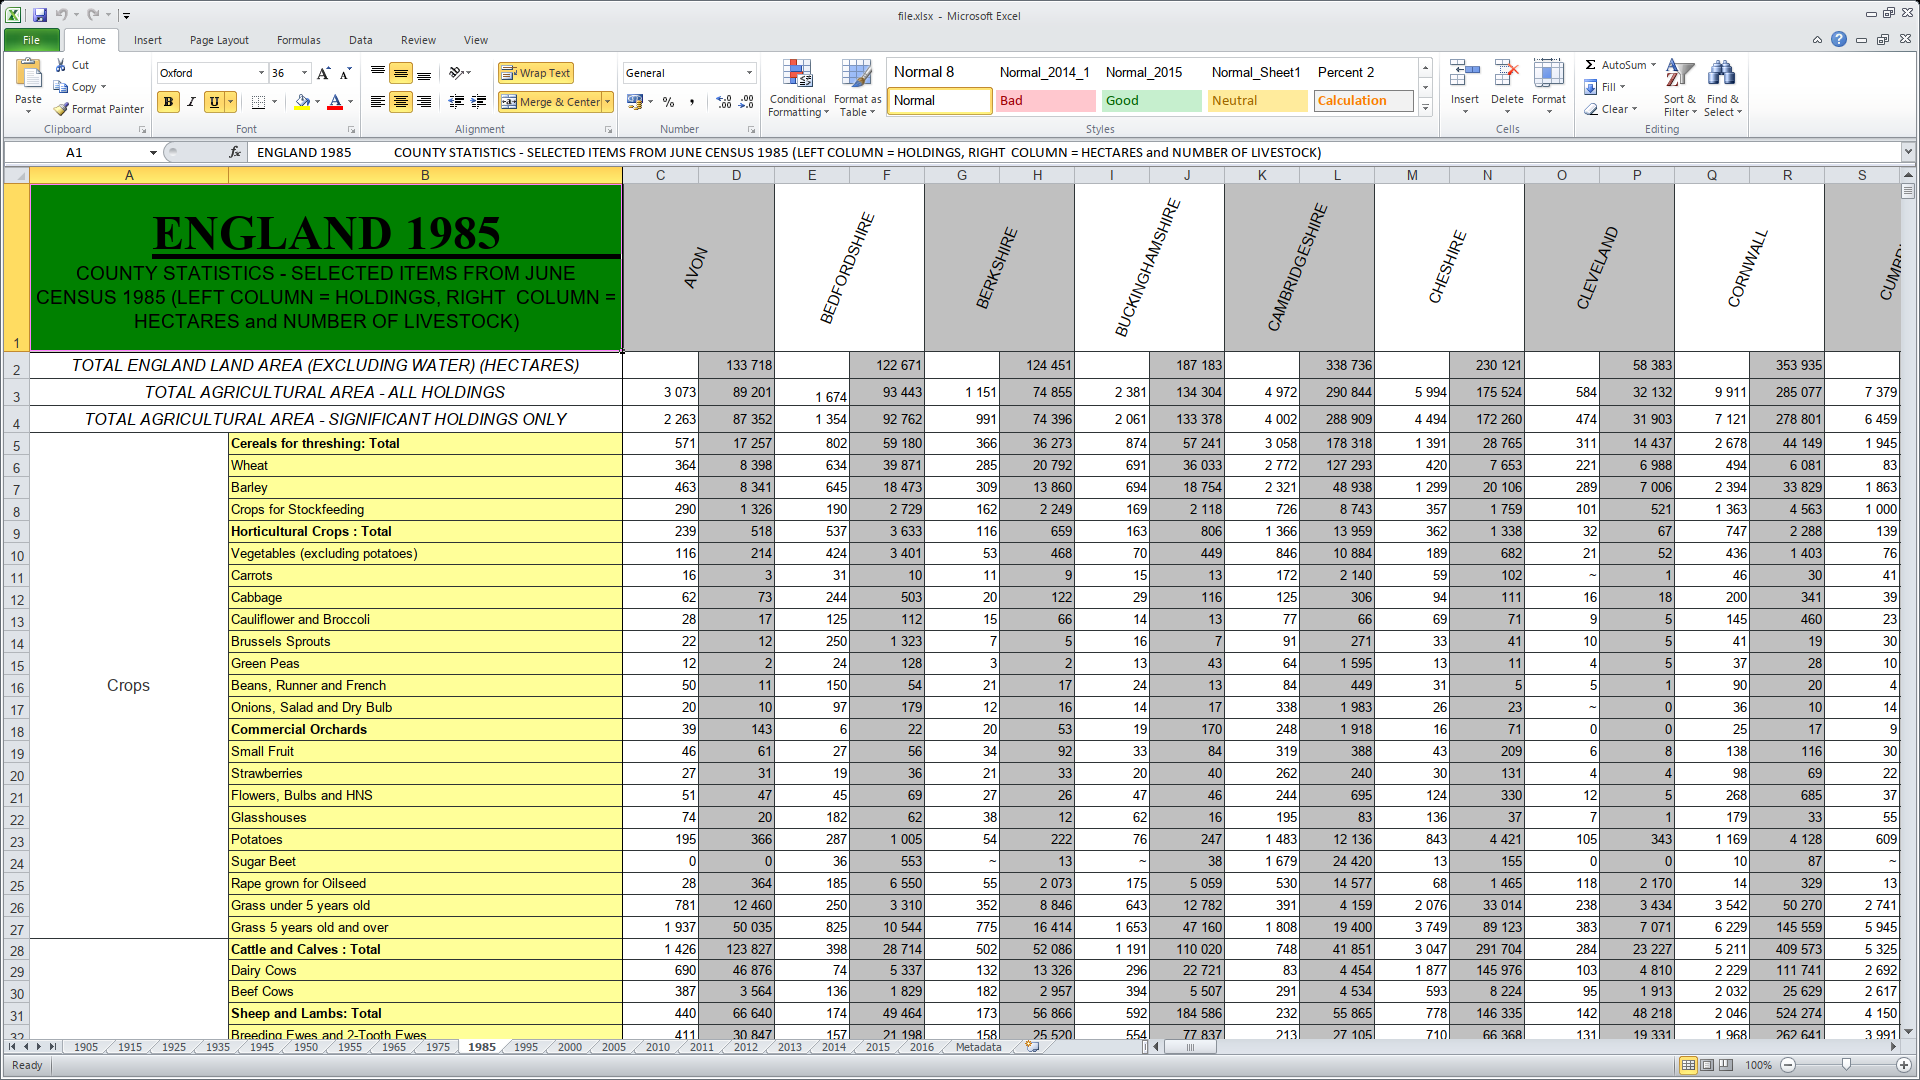 file.xlsx - Microsoft Excel
File Home Insert Page Layout Formulas Data Review View
Paste
Cut
Copy
Format Painter
Clipboard
Oxford 36
B I U
Font
Wrap Text
Merge & Center
Alignment
General
%
Number
Conditional Formatting
Format as Table
Normal 8 Normal_2014_1 Normal_2015 Normal_Sheet1 Percent 2
Normal Bad Good Neutral Calculation
Styles
Insert Delete Format
Cells
AutoSum
Fill
Clear
Sort & Filter
Find & Select
Editing
A1 fx ENGLAND 1985 COUNTY STATISTICS - SELECTED ITEMS FROM JUNE CENSUS 1985 (LEFT COLUMN = HOLDINGS, RIGHT COLUMN = HECTARES and NUMBER OF LIVESTOCK)
A B C D E F G H I J K L M N O P Q R S
ENGLAND 1985
COUNTY STATISTICS - SELECTED ITEMS FROM JUNE
CENSUS 1985 (LEFT COLUMN = HOLDINGS, RIGHT COLUMN =
HECTARES and NUMBER OF LIVESTOCK)
1
AVON BEDFORDSHIRE BERKSHIRE BUCKINGHAMSHIRE CAMBRIDGESHIRE CHESHIRE CLEVELAND CORNWALL
2 TOTAL ENGLAND LAND AREA (EXCLUDING WATER) (HECTARES) 133 718 122 671 124 451 187 183 338 736 230 121 58 383 353 935
3 TOTAL AGRICULTURAL AREA - ALL HOLDINGS 3 073 89 201 1 674 93 443 1 151 74 855 2 381 134 304 4 972 290 844 5 994 175 524 584 32 132 9 911 285 077 7 379
4 TOTAL AGRICULTURAL AREA - SIGNIFICANT HOLDINGS ONLY 2 263 87 352 1 354 92 762 991 74 396 2 061 133 378 4 002 288 909 4 494 172 260 474 31 903 7 121 278 801 6 459
5 Cereals for threshing: Total 571 17 257 802 59 180 366 36 273 874 57 241 3 058 178 318 1 391 28 765 311 14 437 2 678 44 149 1 945
6 Wheat 364 8 398 634 39 871 285 20 792 691 36 033 2 772 127 293 420 7 653 221 6 988 494 6 081 83
7 Barley 463 8 341 645 18 473 309 13 860 694 18 754 2 321 48 938 1 299 20 106 289 7 006 2 394 33 829 1 863
8 Crops for Stockfeeding 290 1 326 190 2 729 162 2 249 169 2 118 726 8 743 357 1 759 101 521 1 363 4 563 1 000
9 Horticultural Crops : Total 239 518 537 3 633 116 659 163 806 1 366 13 959 362 1 338 32 67 747 2 288 139
10 Vegetables (excluding potatoes) 116 214 424 3 401 53 468 70 449 846 10 884 189 682 21 52 436 1 403 76
11 Carrots 16 3 31 10 11 9 15 13 172 2 140 59 102 ~ 1 46 30 41
12 Cabbage 62 73 244 503 20 122 29 116 125 306 94 111 16 18 200 341 39
13 Cauliflower and Broccoli 28 17 125 112 15 66 14 13 77 66 69 71 9 5 145 460 23
14 Brussels Sprouts 22 12 250 1 323 7 5 16 7 91 271 33 41 10 5 41 19 30
15 Green Peas 12 2 24 128 3 2 13 43 64 1 595 13 11 4 5 37 28 10
16 Crops Beans, Runner and French 50 11 150 54 21 17 24 13 84 449 31 5 5 1 90 20 4
17 Onions, Salad and Dry Bulb 20 10 97 179 12 16 14 17 338 1 983 26 23 ~ 0 36 10 14
18 Commercial Orchards 39 143 6 22 20 53 19 170 248 1 918 16 71 0 0 25 17 9
19 Small Fruit 46 61 27 56 34 92 33 84 319 388 43 209 6 8 138 116 30
20 Strawberries 27 31 19 36 21 33 20 40 262 240 30 131 4 4 98 69 22
21 Flowers, Bulbs and HNS 51 47 45 69 27 26 47 46 244 695 124 330 12 5 268 685 37
22 Glasshouses 74 20 182 62 38 12 62 16 195 83 136 37 7 1 179 33 55
23 Potatoes 195 366 287 1 005 54 222 76 247 1 483 12 136 843 4 421 105 343 1 169 4 128 609
24 Sugar Beet 0 0 36 553 ~ 13 ~ 38 1 679 24 420 13 155 0 0 10 87 ~
25 Rape grown for Oilseed 28 364 185 6 550 55 2 073 175 5 059 530 14 577 68 1 465 118 2 170 14 329 13
26 Grass under 5 years old 781 12 460 250 3 310 352 8 846 643 12 782 391 4 159 2 076 33 014 238 3 434 3 542 50 270 2 741
27 Grass 5 years old and over 1 937 50 035 825 10 544 775 16 414 1 653 47 160 1 808 19 400 3 749 89 123 383 7 071 6 229 145 559 5 945
28 Cattle and Calves : Total 1 426 123 827 398 28 714 502 52 086 1 191 110 020 748 41 851 3 047 291 704 284 23 227 5 211 409 573 5 325
29 Dairy Cows 690 46 876 74 5 337 132 13 326 296 22 721 83 4 454 1 877 145 976 103 4 810 2 229 111 741 2 692
30 Beef Cows 387 3 564 136 1 829 182 2 957 394 5 507 291 4 534 593 8 224 95 1 913 2 032 25 629 2 617
31 Sheep and Lambs: Total 440 66 640 174 49 464 173 56 866 592 184 586 232 55 865 778 146 335 142 48 218 2 046 524 274 4 150
32 Breeding Ewes and 2-Tooth Ewes 411 30 847 157 21 198 158 25 520 554 77 837 213 27 105 710 66 368 131 19 331 1 968 262 641 3 991
1905 1915 1925 1935 1945 1950 1955 1965 1975 1985 1995 2000 2005 2010 2011 2012 2013 2014 2015 2016 Metadata
Ready 100%